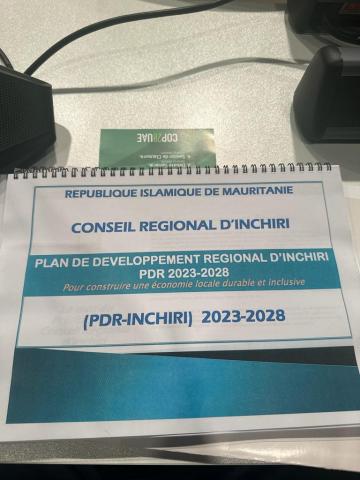 COP28UAE
REPUBLIQUE ISLAMIQUE DE MAURITANIE
CONSEIL REGIONAL D'INCHIRI
PLAN DE DEVELOPPEMENT REGIONAL D'INCHIRI
PDR 2023-2028
Pour construire une économie locale durable et inclusive
(PDR-INCHIRI) 2023-2028